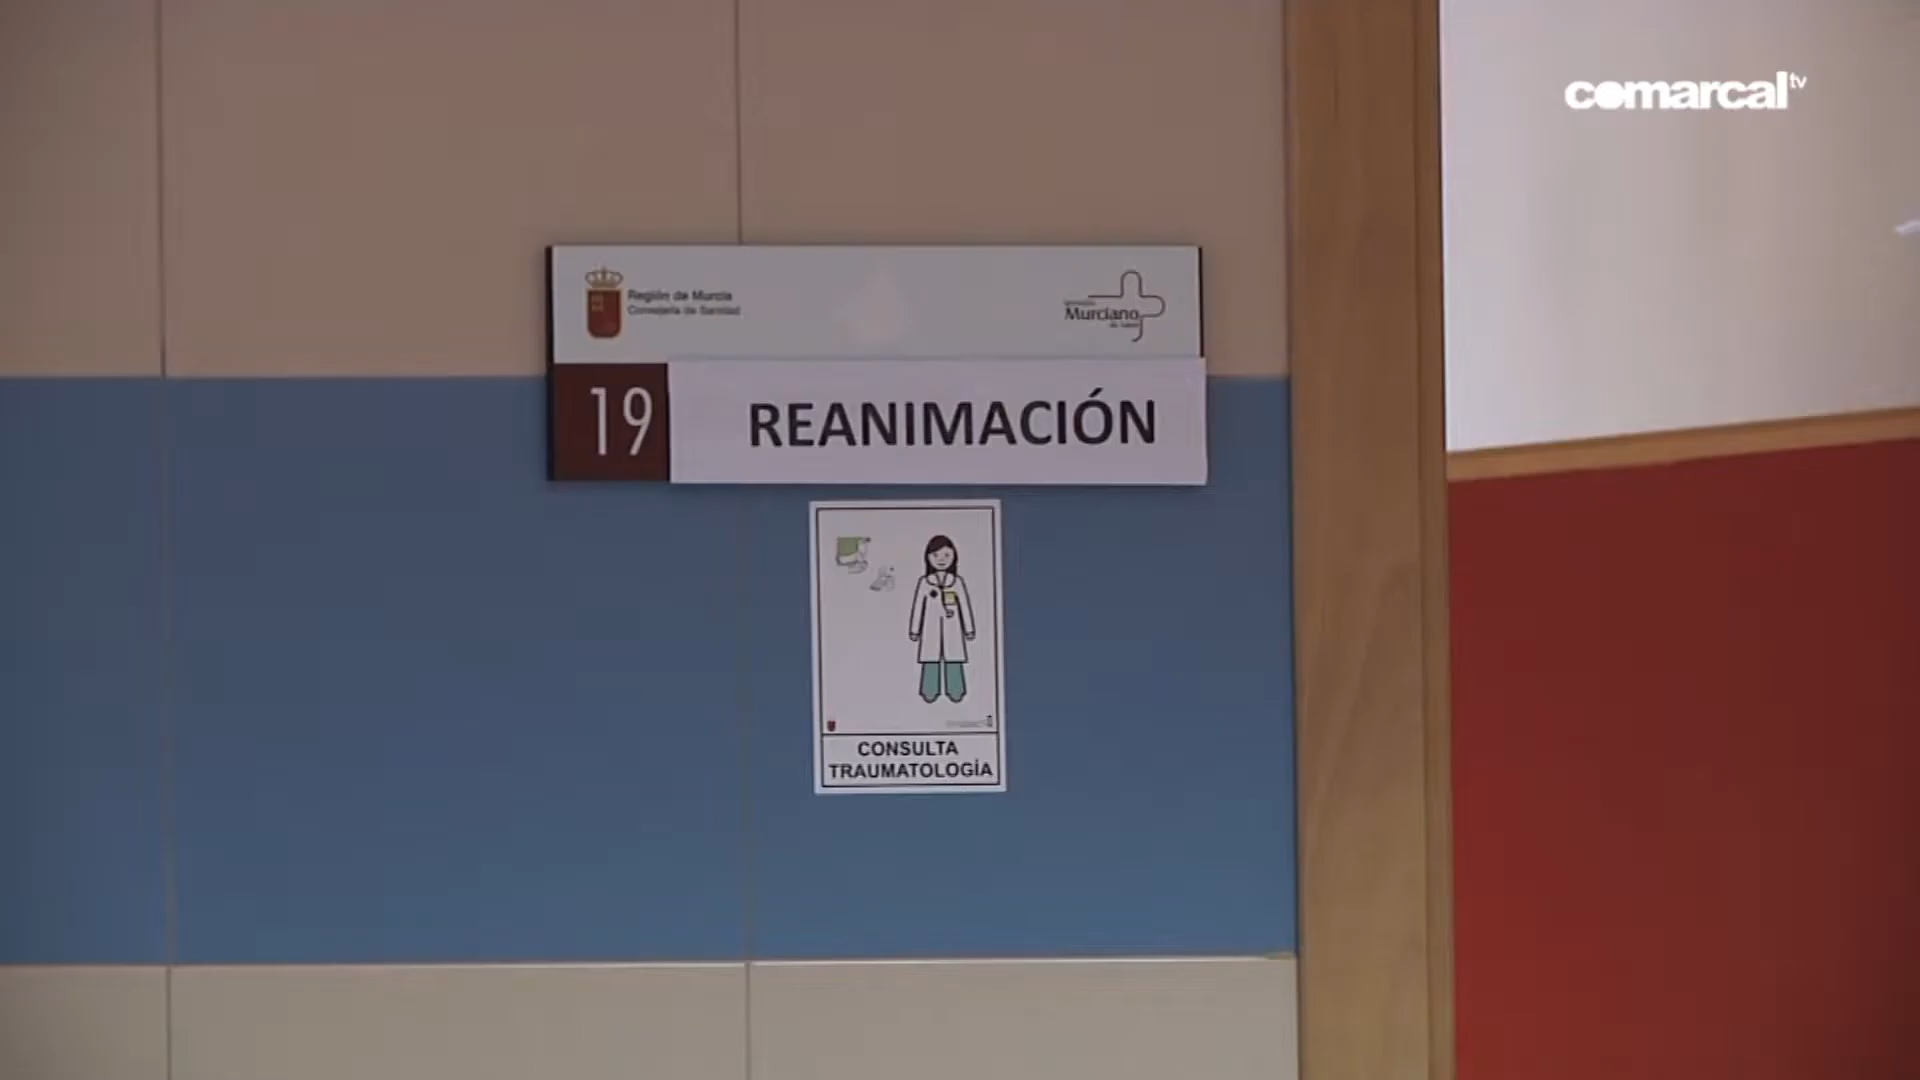 comarcal tv
Región de Murcia
Consejería de Sanidad
Murciano
19 REANIMACIÓN
CONSULTA
TRAUMATOLOGÍA